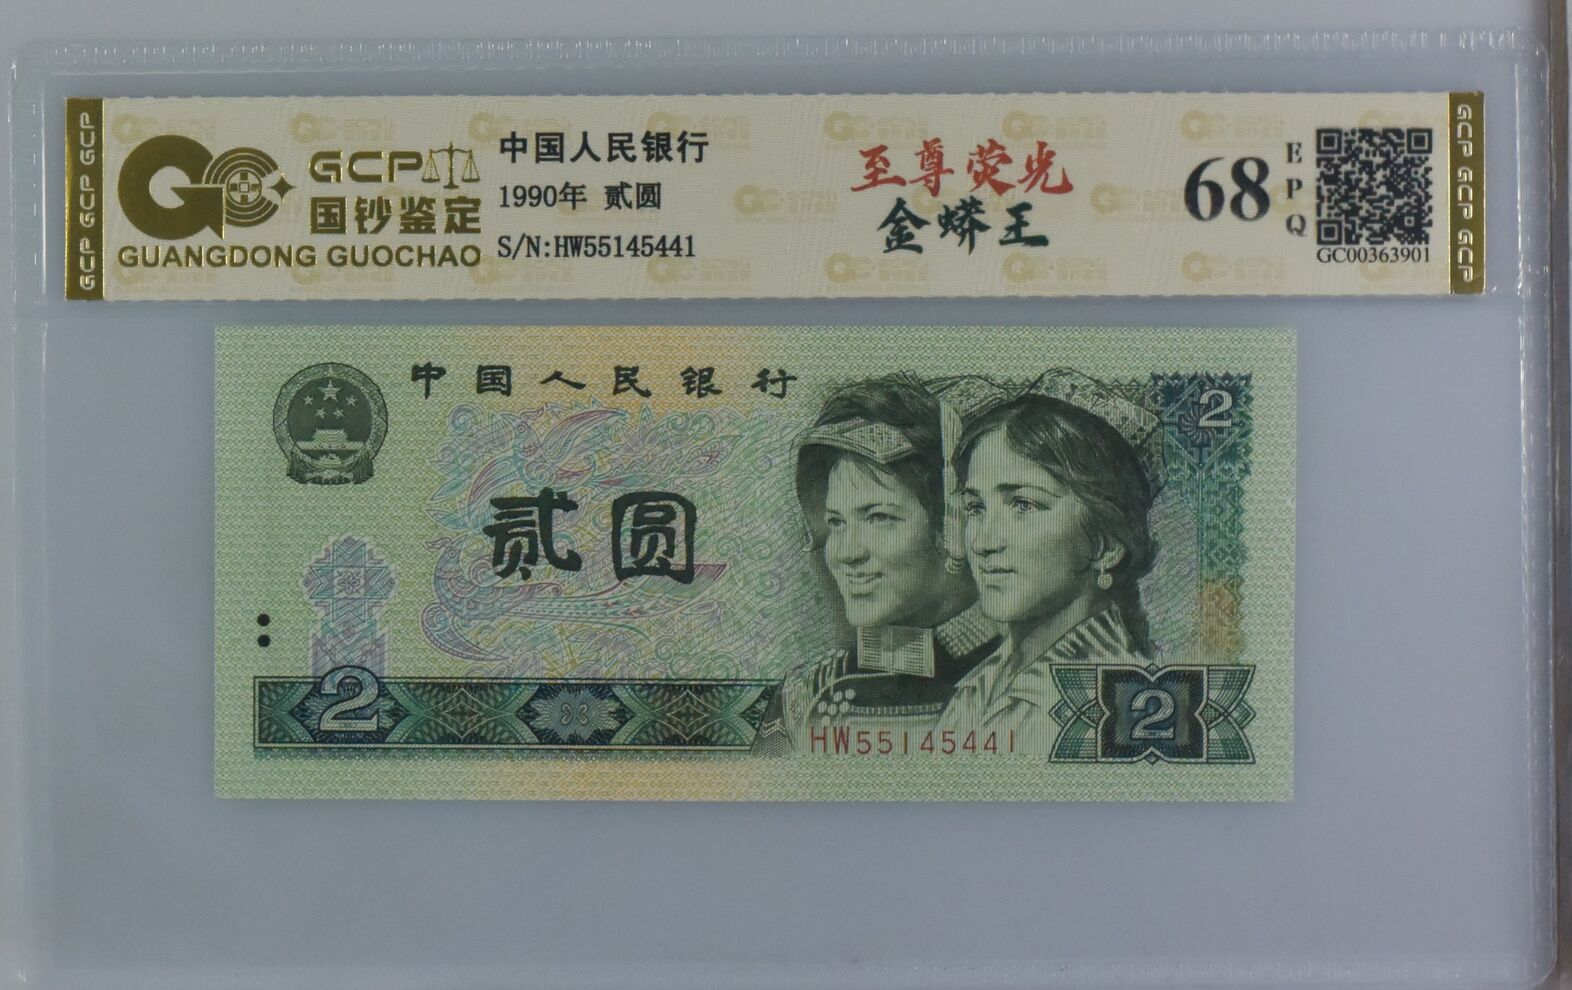 GCP GCP GCP
GCP
国钞鉴定
GUANGDONG GUOCHAO
中国人民银行
1990年 贰圆
S/N:HW55145441
至尊荧光
金蟒王
68
EPQ
GC00363901
GCP GCP GCP
中国人民银行
2
贰圆
2
2
HW55145441